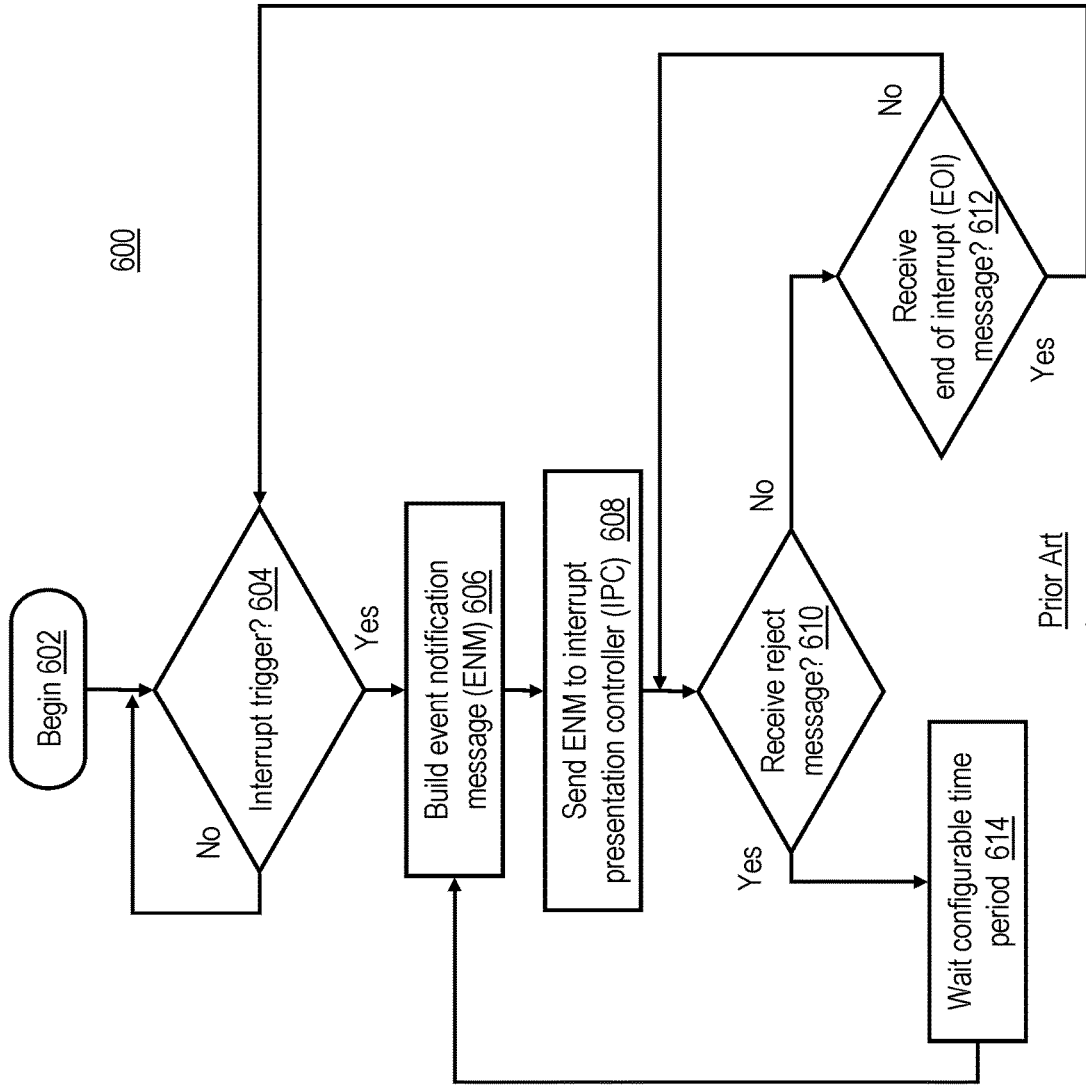 600
Begin 602
Interrupt trigger? 604
No
Yes
Build event notification
message (ENM) 606
Send ENM to interrupt
presentation controller (IPC) 608
Receive reject
message? 610
Yes
No
Receive
end of interrupt (EOI)
message? 612
No
Yes
Wait configurable time
period 614
Prior Art